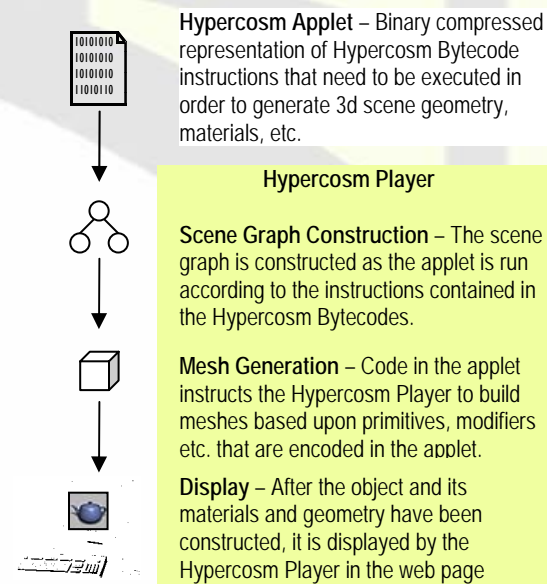 10101010
10101010
10101010
11010110
Hypercosm Applet – Binary compressed
representation of Hypercosm Bytecode
instructions that need to be executed in
order to generate 3d scene geometry,
materials, etc.
Hypercosm Player
Scene Graph Construction – The scene
graph is constructed as the applet is run
according to the instructions contained in
the Hypercosm Bytecodes.
Mesh Generation – Code in the applet
instructs the Hypercosm Player to build
meshes based upon primitives, modifiers
etc. that are encoded in the applet.
Display – After the object and its
materials and geometry have been
constructed, it is displayed by the
Hypercosm Player in the web page